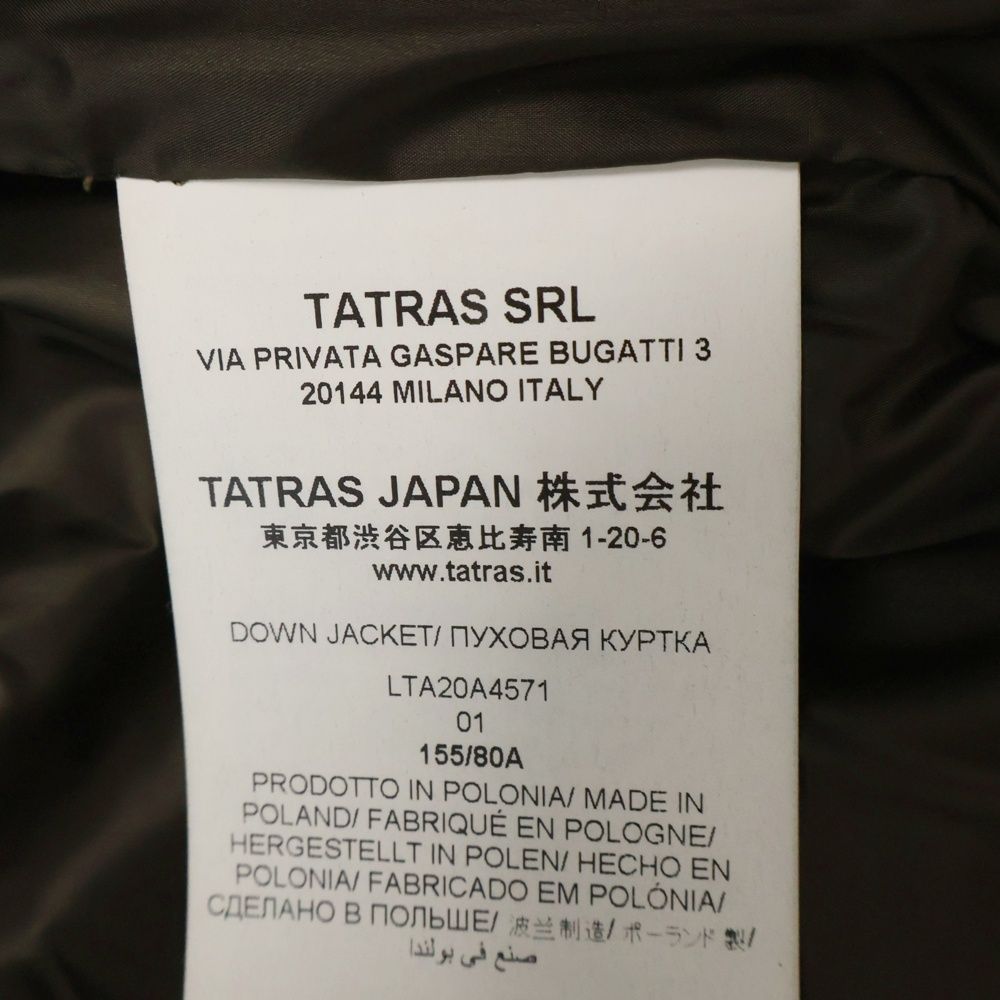 TATRAS SRL
VIA PRIVATA GASPARE BUGATTI 3
20144 MILANO ITALY
TATRAS JAPAN 株式会社
東京都渋谷区恵比寿南 1-20-6
www.tatras.it
DOWN JACKET/ ПУХОВАЯ КУРТКА
LTA20A4571
01
155/80A
PRODOTTO IN POLONIA/ MADE IN
POLAND/ FABRIQUÉ EN POLOGNE/
HERGESTELLT IN POLEN/ HECHO EN
POLONIA/ FABRICADO EM POLÓNIA/
СДЕЛАНО В ПОЛЬШЕ/ 波兰制造/ ポーランド 製/
صنع في بولندا